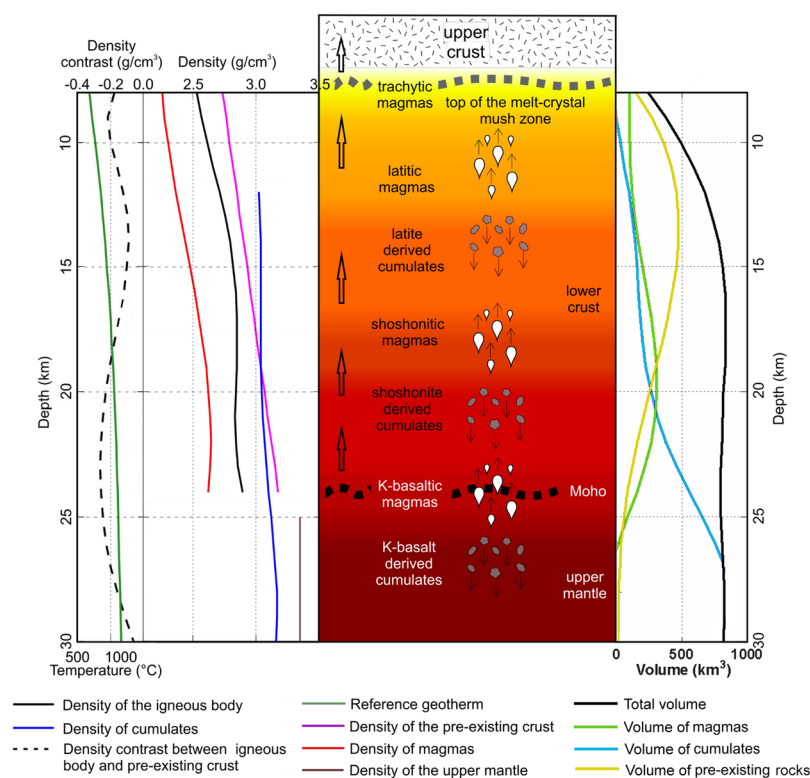 upper
crust
Density
contrast (g/cm³)
Density (g/cm³)
-0.4
-0.2
0.0
2.5
3.0
3.5
trachytic
magmas
top of the melt-crystal
mush zone
latitic
magmas
latite
derived
cumulates
lower
crust
shoshonitic
magmas
shoshonite
derived
cumulates
K-basaltic
magmas
Moho
K-basalt
derived
cumulates
upper
mantle
Depth (km)
10
15
20
25
30
500
1000
Temperature (°C)
10
15
20
25
30
Depth (km)
0
500
1000
Volume (km³)
Density of the igneous body
Density of cumulates
Density contrast between igneous
body and pre-existing crust
Reference geotherm
Density of the pre-existing crust
Density of magmas
Density of the upper mantle
Total volume
Volume of magmas
Volume of cumulates
Volume of pre-existing rocks